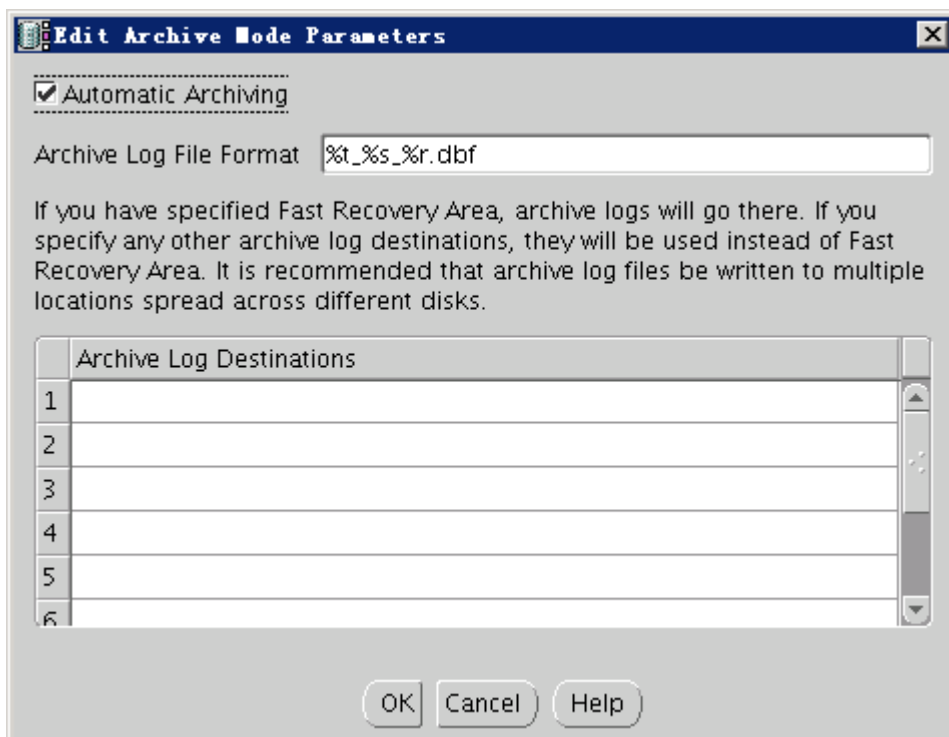 Edit Archive Mode Parameters
Automatic Archiving
Archive Log File Format %t_%s_%r.dbf
If you have specified Fast Recovery Area, archive logs will go there. If you
specify any other archive log destinations, they will be used instead of Fast
Recovery Area. It is recommended that archive log files be written to multiple
locations spread across different disks.
Archive Log Destinations
1
2
3
4
5
6
OK Cancel Help